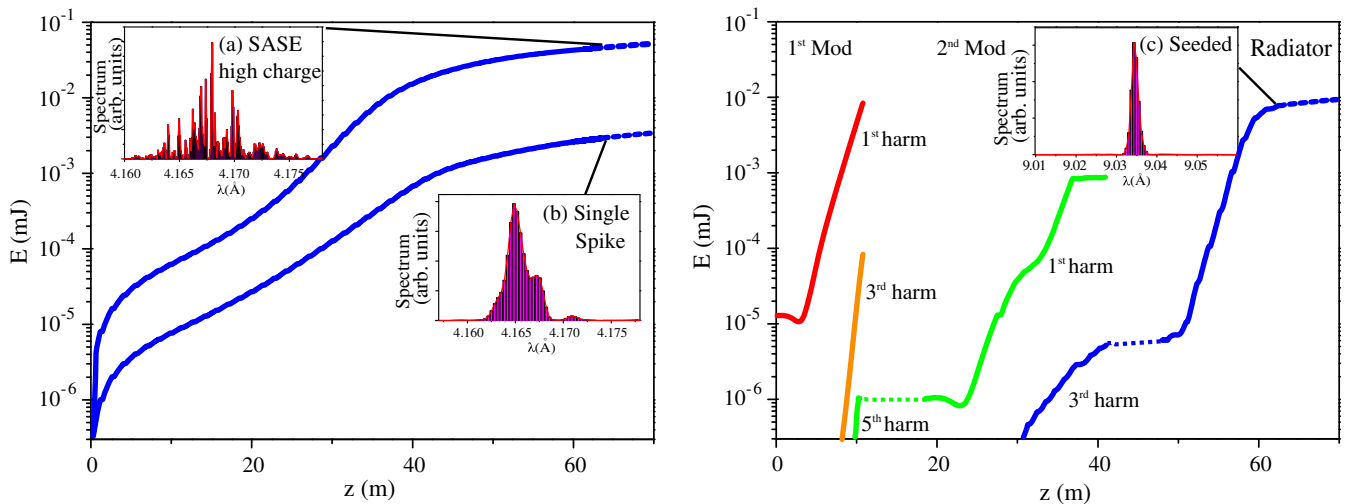 10⁻¹
10⁻²
10⁻³
10⁻⁴
10⁻⁵
10⁻⁶
E (mJ)
0
20
40
60
z (m)
(a) SASE
high charge
Spectrum
(arb. units)
4.160
4.165
4.170
4.175
λ(Å)
(b) Single
Spike
Spectrum
(arb. units)
4.160
4.165
4.170
4.175
λ(Å)
10⁻¹
10⁻²
10⁻³
10⁻⁴
10⁻⁵
10⁻⁶
E (mJ)
0
20
40
60
z (m)
1ˢᵗ Mod
2ⁿᵈ Mod
(c) Seeded
Radiator
Spectrum
(arb. units)
9.01
9.02
9.03
9.04
9.05
λ(Å)
1ˢᵗ harm
3ʳᵈ harm
5ᵗʰ harm
1ˢᵗ harm
3ʳᵈ harm